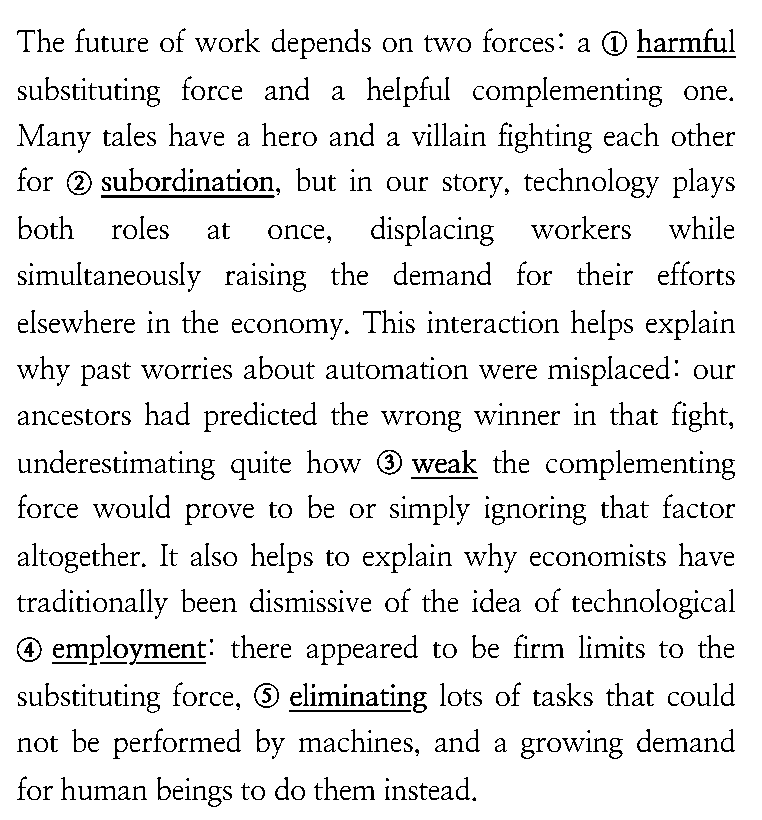 The future of work depends on two forces: a ① harmful
substituting force and a helpful complementing one.
Many tales have a hero and a villain fighting each other
for ② subordination, but in our story, technology plays
both roles at once, displacing workers while
simultaneously raising the demand for their efforts
elsewhere in the economy. This interaction helps explain
why past worries about automation were misplaced: our
ancestors had predicted the wrong winner in that fight,
underestimating quite how ③ weak the complementing
force would prove to be or simply ignoring that factor
altogether. It also helps to explain why economists have
traditionally been dismissive of the idea of technological
④ employment: there appeared to be firm limits to the
substituting force, ⑤ eliminating lots of tasks that could
not be performed by machines, and a growing demand
for human beings to do them instead.